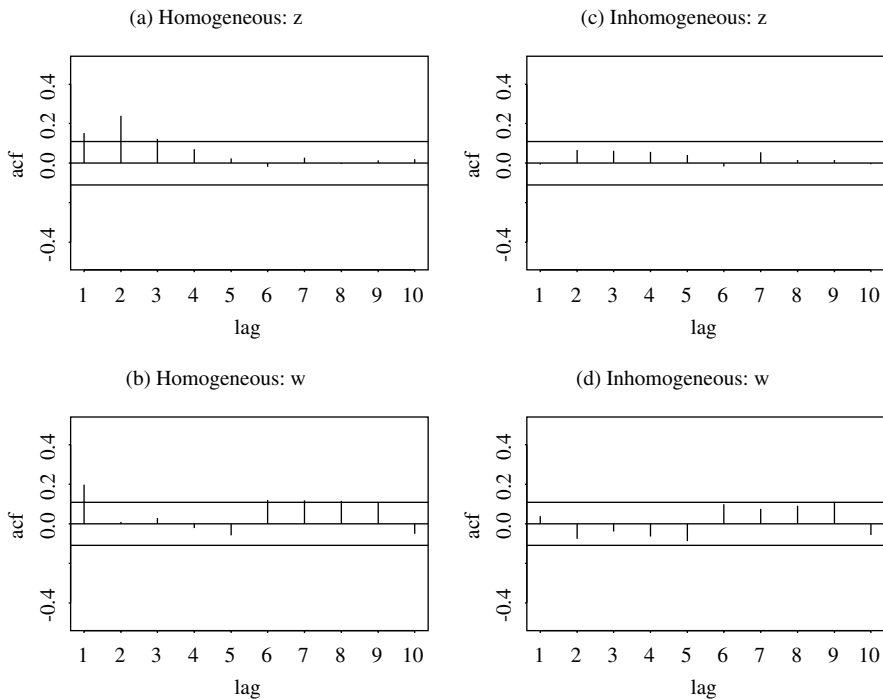 (a) Homogeneous: z
acf
0.4
0.2
0.0
-0.4
1 2 3 4 5 6 7 8 9 10
lag
(c) Inhomogeneous: z
acf
0.4
0.2
0.0
-0.4
1 2 3 4 5 6 7 8 9 10
lag
(b) Homogeneous: w
acf
0.4
0.2
0.0
-0.4
1 2 3 4 5 6 7 8 9 10
lag
(d) Inhomogeneous: w
acf
0.4
0.2
0.0
-0.4
1 2 3 4 5 6 7 8 9 10
lag